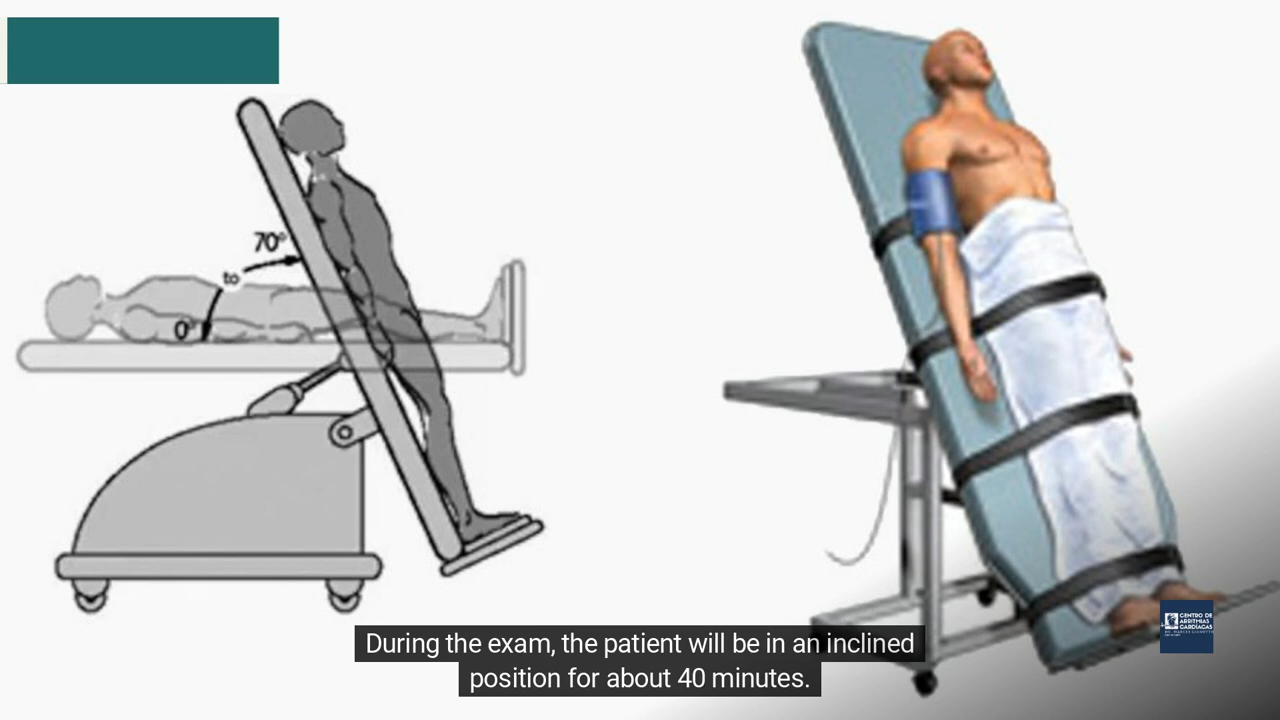 70°
to
0°
During the exam, the patient will be in an inclined
position for about 40 minutes.
CENTRO DE
ARRITMIAS
CARDÍACAS